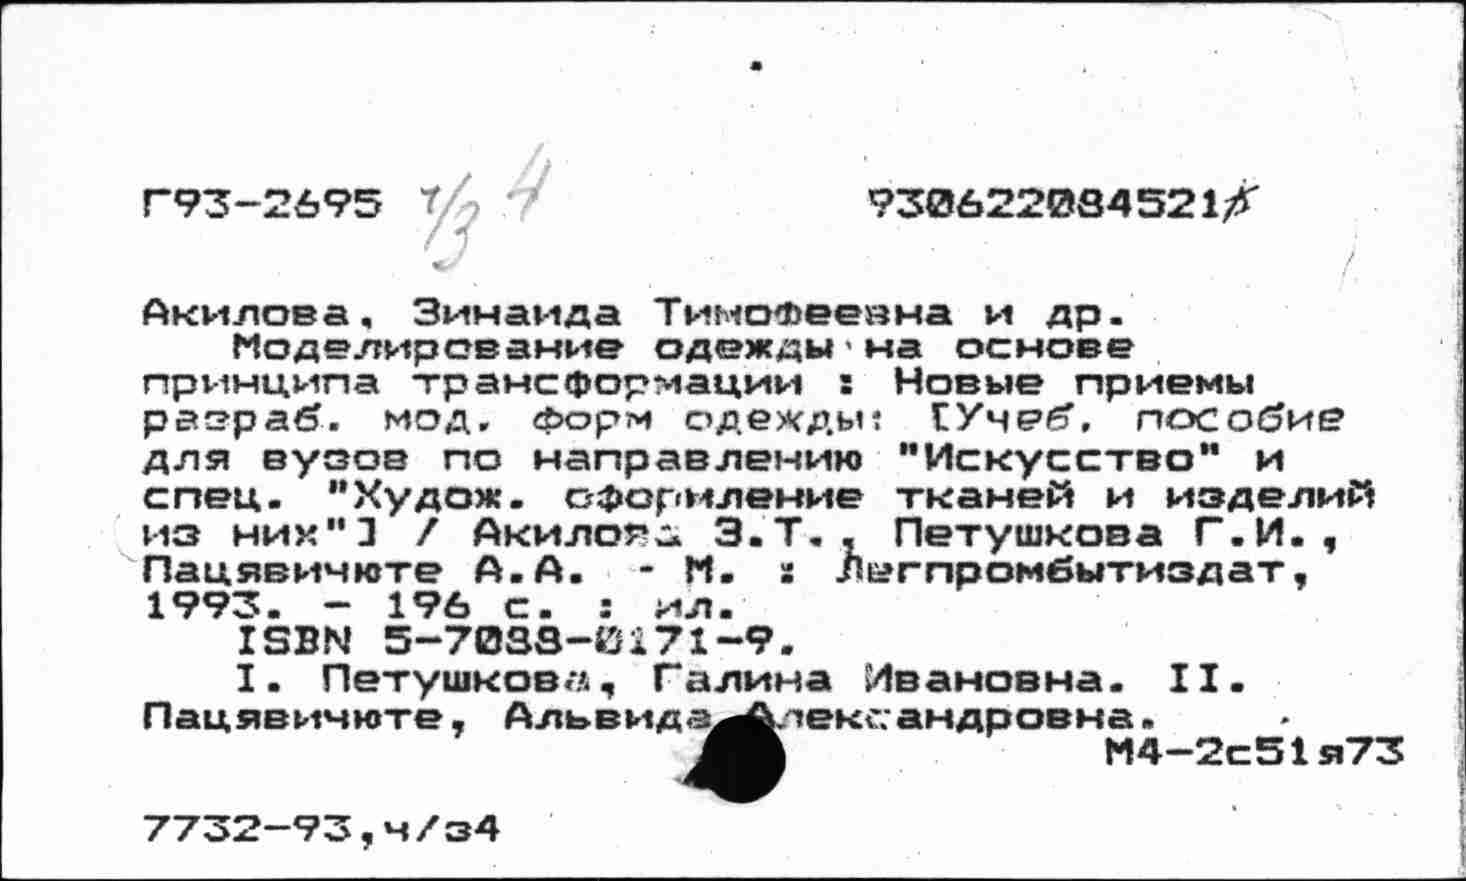 Г93-2695 ч/з 4 930622084521
Акилова, Зинаида Тимофеевна и др.
Моделирование одежды на основе
принципа трансформации : Новые приемы
разраб. мод. форм одежды: [Учеб. пособие
для вузов по направлению "Искусство" и
спец. "Худож. оформление тканей и изделий
из них"] / Акилова З.Т., Петушкова Г.И.,
Пацявичюте А.А. - М. : Легпромбытиздат,
1993. - 196 с. : ил.
ISBN 5-7088-0171-9.
I. Петушкова, Галина Ивановна. II.
Пацявичюте, Альвида Александровна.
М4-2с51я73
7732-93,ч/з4